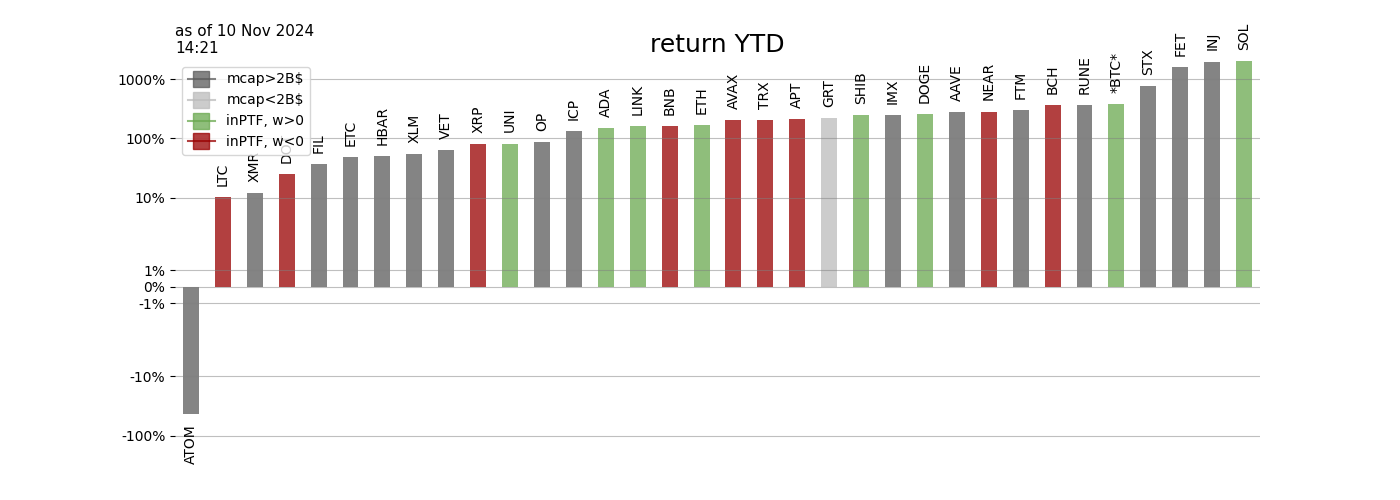 as of 10 Nov 2024
14:21
return YTD
mcap>2B$
mcap<2B$
inPTF, w>0
inPTF, w<0
1000%
100%
10%
1%
0%
-1%
-10%
-100%
ATOM
LTC
XMR
FIL
ETC
HBAR
XLM
VET
XRP
UNI
OP
ICP
ADA
LINK
BNB
ETH
AVAX
TRX
APT
GRT
SHIB
IMX
DOGE
AAVE
NEAR
FTM
BCH
RUNE
*BTC*
STX
FET
INJ
SOL